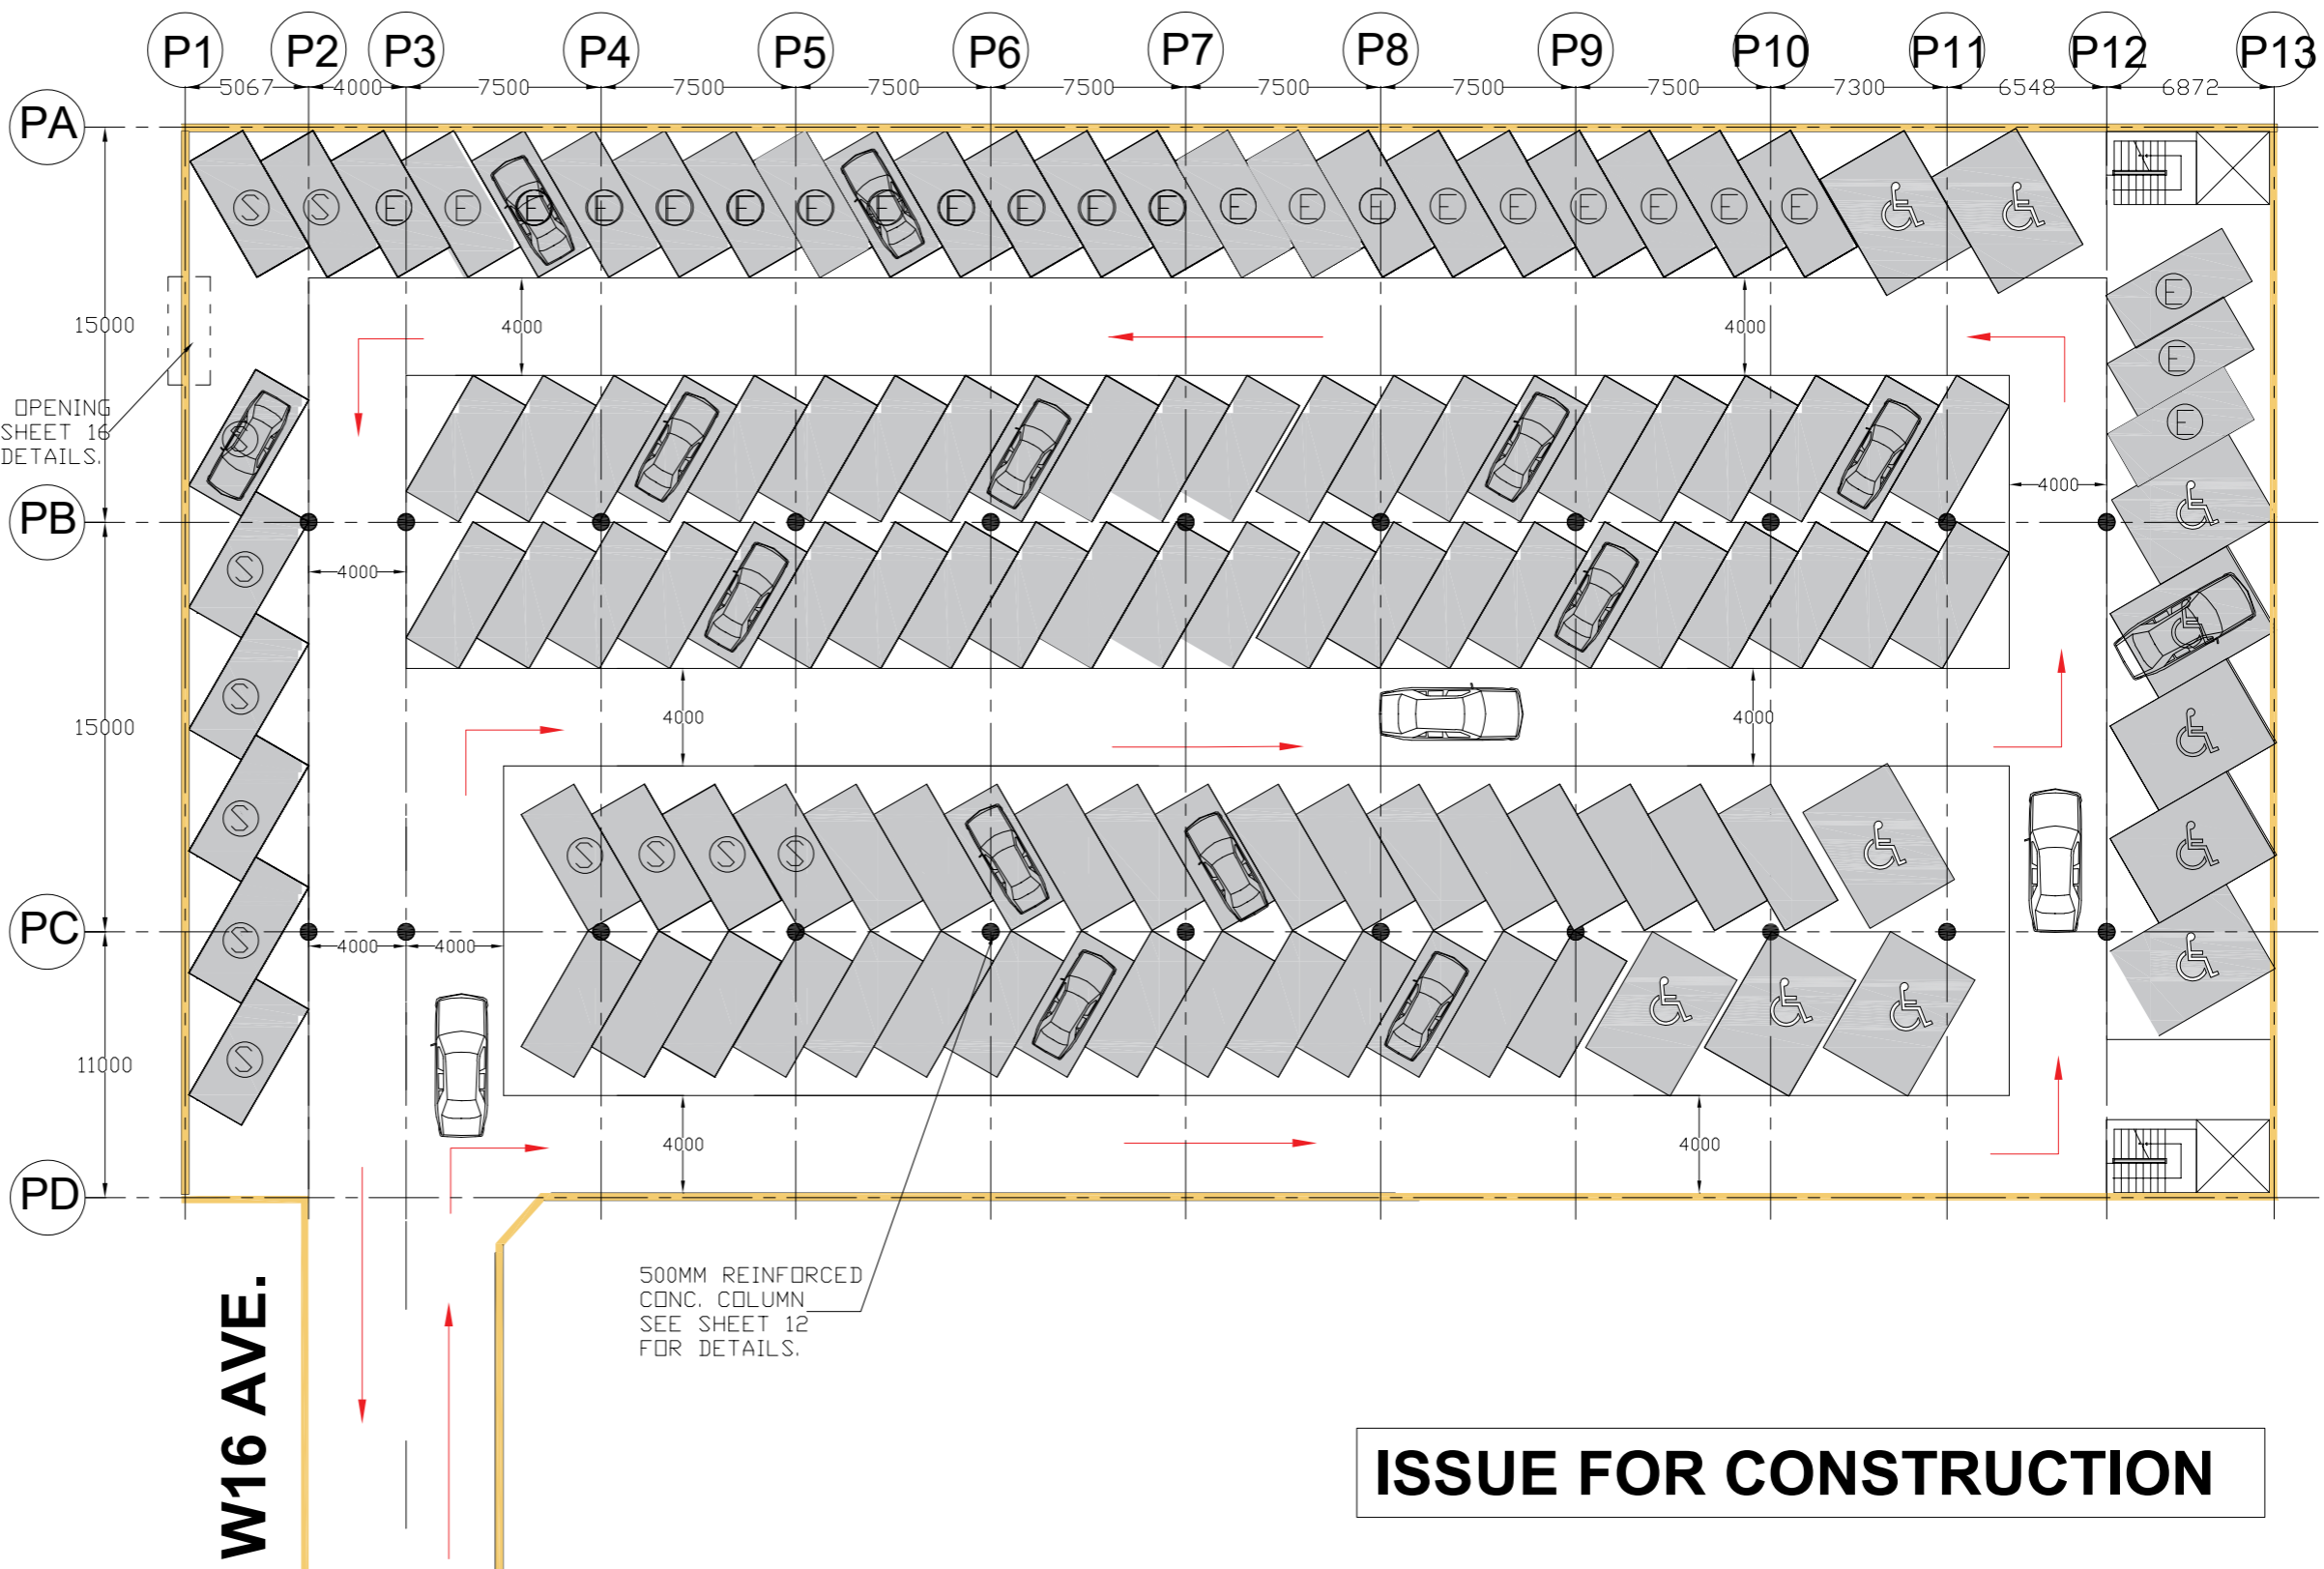 P1 P2 P3 P4 P5 P6 P7 P8 P9 P10 P11 P12 P13
5067 4000 7500 7500 7500 7500 7500 7500 7500 7300 6548 6872
PA
S S E E E E E E E E E E E E E E E E E E E E E
E
15000
4000 4000
E
OPENING
SHEET 16
DETAILS.
E
S
4000
PB
S
4000
S
15000
4000 4000
S
S S S S
PC
S
4000 4000
S
11000
4000 4000
PD
500MM REINFORCED
CONC. COLUMN
SEE SHEET 12
FOR DETAILS.
W16 AVE.
ISSUE FOR CONSTRUCTION